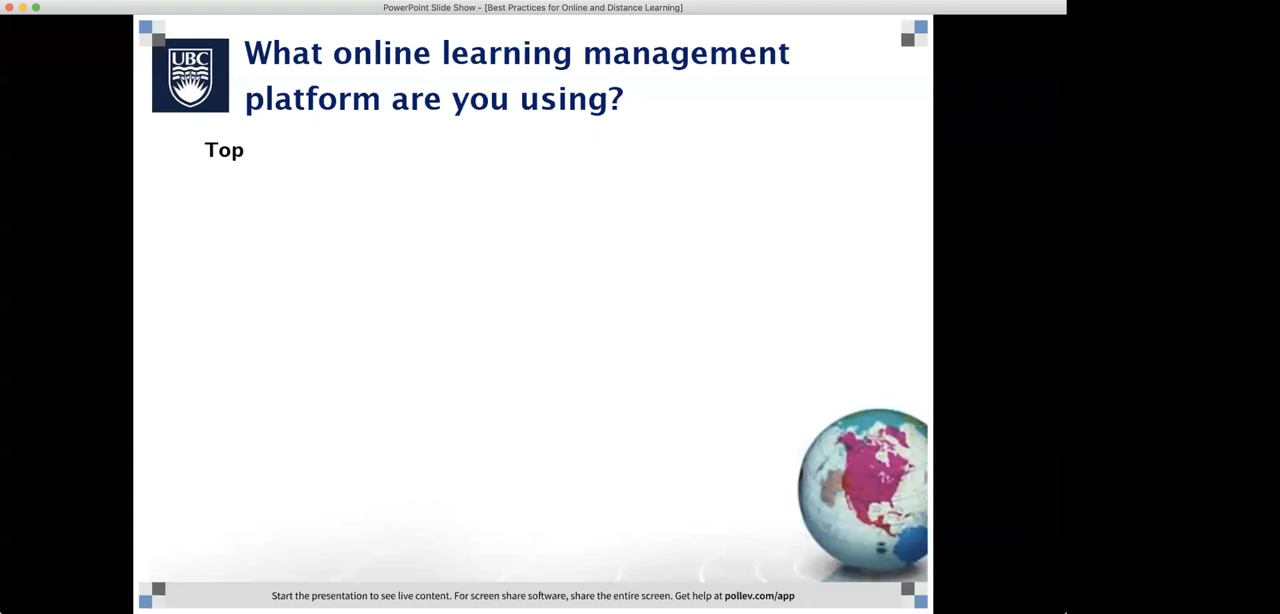 PowerPoint Slide Show - [Best Practices for Online and Distance Learning]
UBC
What online learning management
platform are you using?
Top
Start the presentation to see live content. For screen share software, share the entire screen. Get help at pollev.com/app